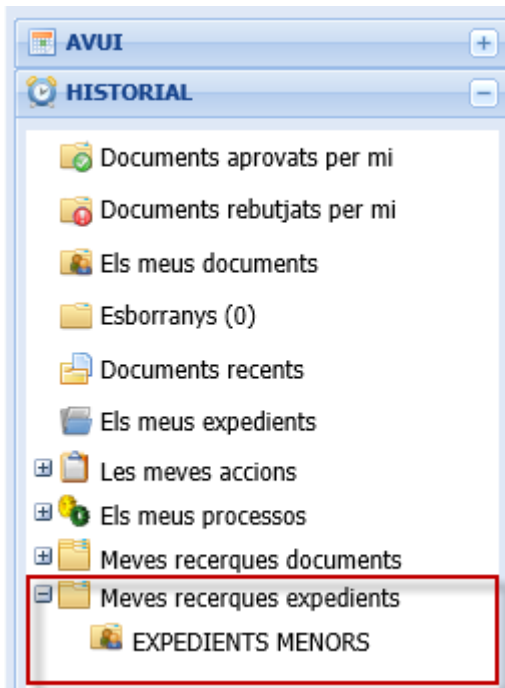 AVUI
HISTORIAL
Documents aprovats per mi
Documents rebutjats per mi
Els meus documents
Esborranys (0)
Documents recents
Els meus expedients
Les meves accions
Els meus processos
Meves recerques documents
Meves recerques expedients
EXPEDIENTS MENORS